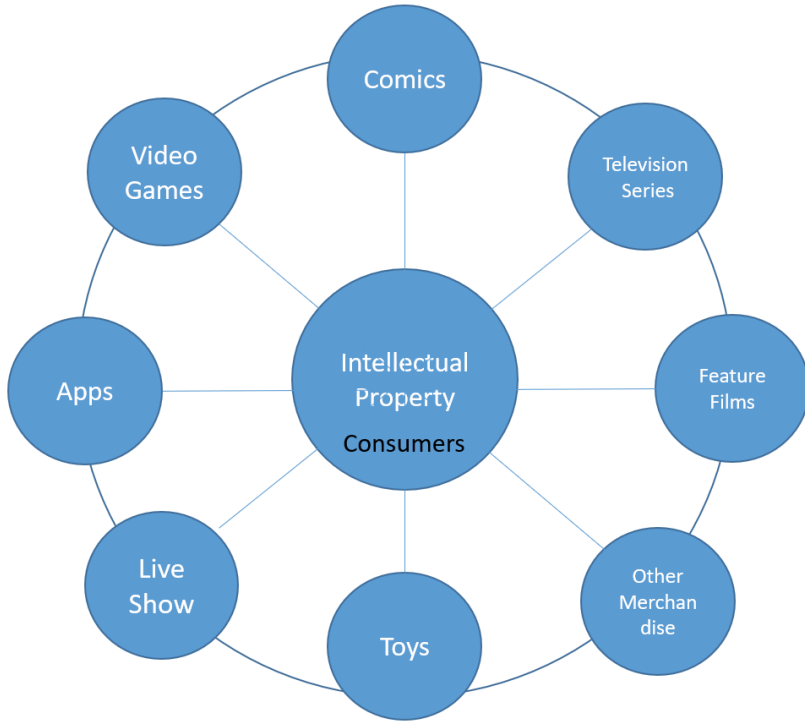 Comics
Video
Games
Television
Series
Apps
Intellectual
Property
Consumers
Feature
Films
Live
Show
Toys
Other
Merchan
dise